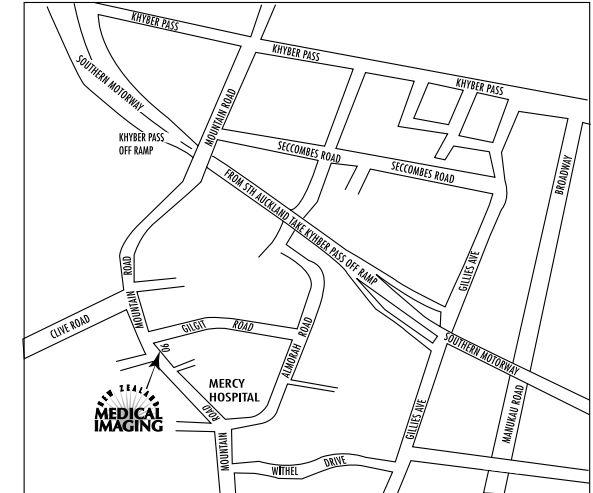 KHYBER PASS
KHYBER PASS
KHYBER PASS
SOUTHERN MOTORWAY
MOUNTAIN ROAD
KHYBER PASS
OFF RAMP
SECCOMBES ROAD
SECCOMBES ROAD
BROADWAY
FROM STH AUCKLAND TAKE KYHBER PASS OFF RAMP
GILLIES AVE
MOUNTAIN ROAD
CLIVE ROAD
GILGIT ROAD
ALMORAH ROAD
SOUTHERN MOTORWAY
90
MERCY
HOSPITAL
NEW ZEALAND
MEDICAL
IMAGING
MOUNTAIN ROAD
GILLIES AVE
MANUKAU ROAD
WITHEL DRIVE